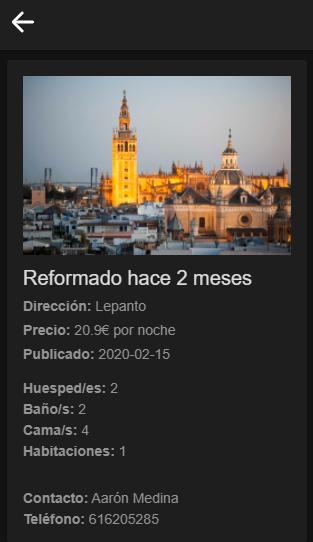 Reformado hace 2 meses
Dirección: Lepanto
Precio: 20.9€ por noche
Publicado: 2020-02-15
Huesped/es: 2
Baño/s: 2
Cama/s: 4
Habitaciones: 1
Contacto: Aarón Medina
Teléfono: 616205285